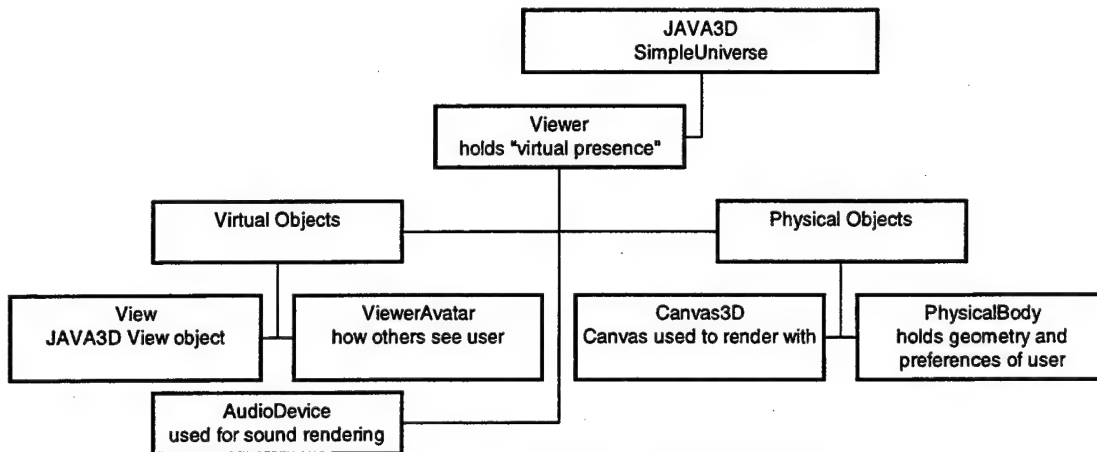 JAVA3D
SimpleUniverse
Viewer
holds "virtual presence"
Virtual Objects
Physical Objects
View
JAVA3D View object
ViewerAvatar
how others see user
Canvas3D
Canvas used to render with
PhysicalBody
holds geometry and
preferences of user
AudioDevice
used for sound rendering